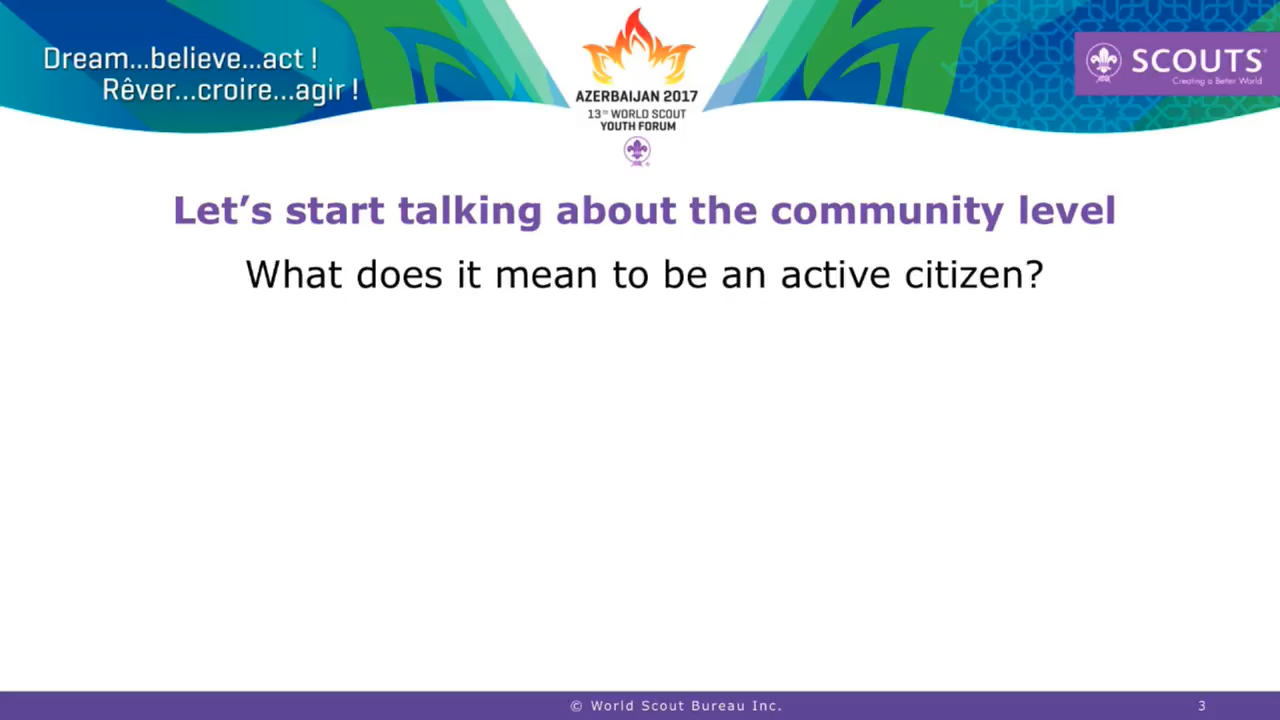 Dream...believe...act !
Rêver...croire...agir !
AZERBAIJAN 2017
13TH WORLD SCOUT
YOUTH FORUM
SCOUTS®
Creating a Better World
Let's start talking about the community level
What does it mean to be an active citizen?
© World Scout Bureau Inc.
3